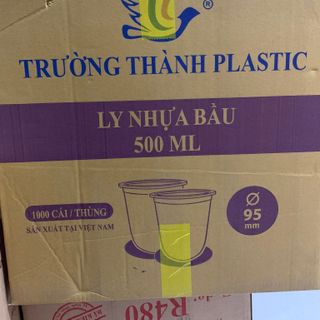 ®
TRƯỜNG THÀNH PLASTIC
LY NHỰA BẦU
500 ML
1000 CÁI / THÙNG
SẢN XUẤT TẠI VIỆT NAM
Ø
95
mm
R480